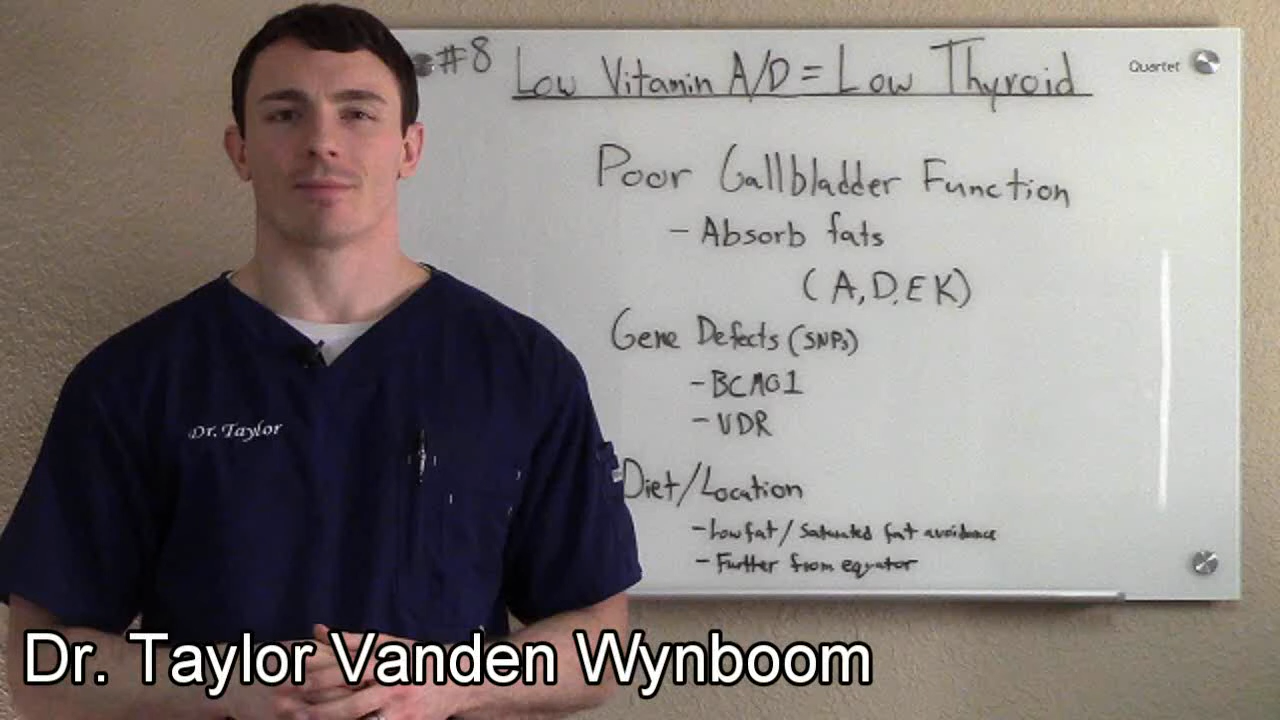 #8 Low Vitamin A/D = Low Thyroid
Quartet
Poor Gallbladder Function
- Absorb fats
(A, D, E K)
Gene Defects (SNPs)
- BCMO1
- VDR
Diet/Location
- Low fat / Saturated fat avoidance
- Further from equator
Dr. Taylor
Dr. Taylor Vanden Wynboom